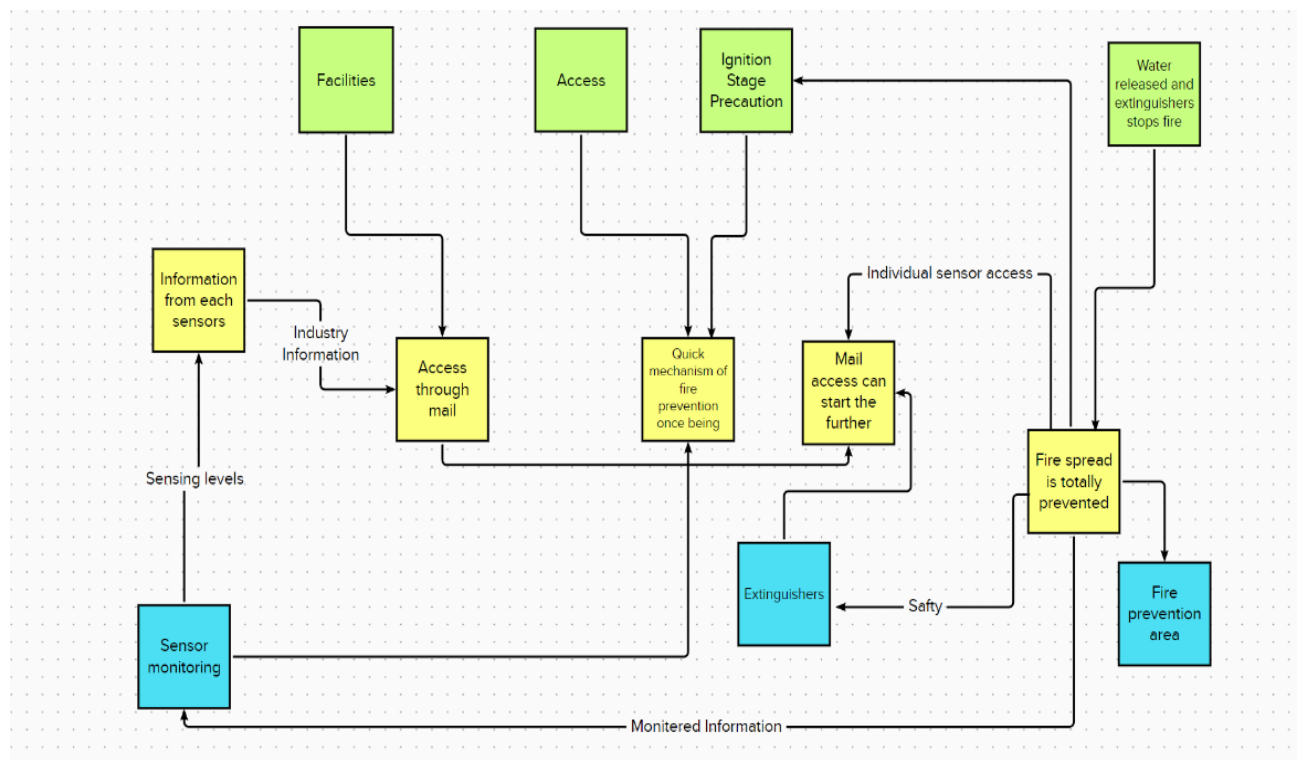 Facilities
Access
Ignition
Stage
Precaution
Water
released and
extinguishers
stops fire
Information
from each
sensors
Individual sensor access
Industry
Information
Access
through
mail
Quick
mechanism of
fire
prevention
once being
Mail
access can
start the
further
Sensing levels
Fire spread
is totally
prevented
Extinguishers
Safty
Fire
prevention
area
Sensor
monitoring
Monitered Information